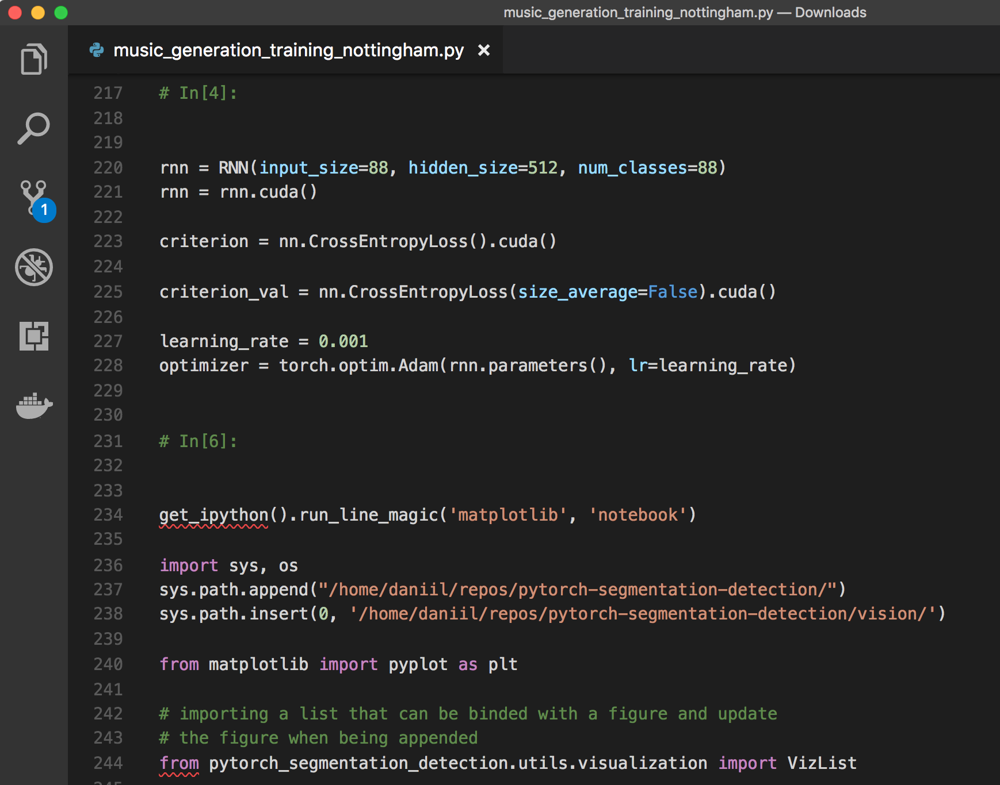 music_generation_training_nottingham.py — Downloads
music_generation_training_nottingham.py
217 # In[4]:
218
219
220 rnn = RNN(input_size=88, hidden_size=512, num_classes=88)
221 rnn = rnn.cuda()
222
223 criterion = nn.CrossEntropyLoss().cuda()
224
225 criterion_val = nn.CrossEntropyLoss(size_average=False).cuda()
226
227 learning_rate = 0.001
228 optimizer = torch.optim.Adam(rnn.parameters(), lr=learning_rate)
229
230
231 # In[6]:
232
233
234 get_ipython().run_line_magic('matplotlib', 'notebook')
235
236 import sys, os
237 sys.path.append("/home/daniil/repos/pytorch-segmentation-detection/")
238 sys.path.insert(0, '/home/daniil/repos/pytorch-segmentation-detection/vision/')
239
240 from matplotlib import pyplot as plt
241
242 # importing a list that can be binded with a figure and update
243 # the figure when being appended
244 from pytorch_segmentation_detection.utils.visualization import VizList
245
1